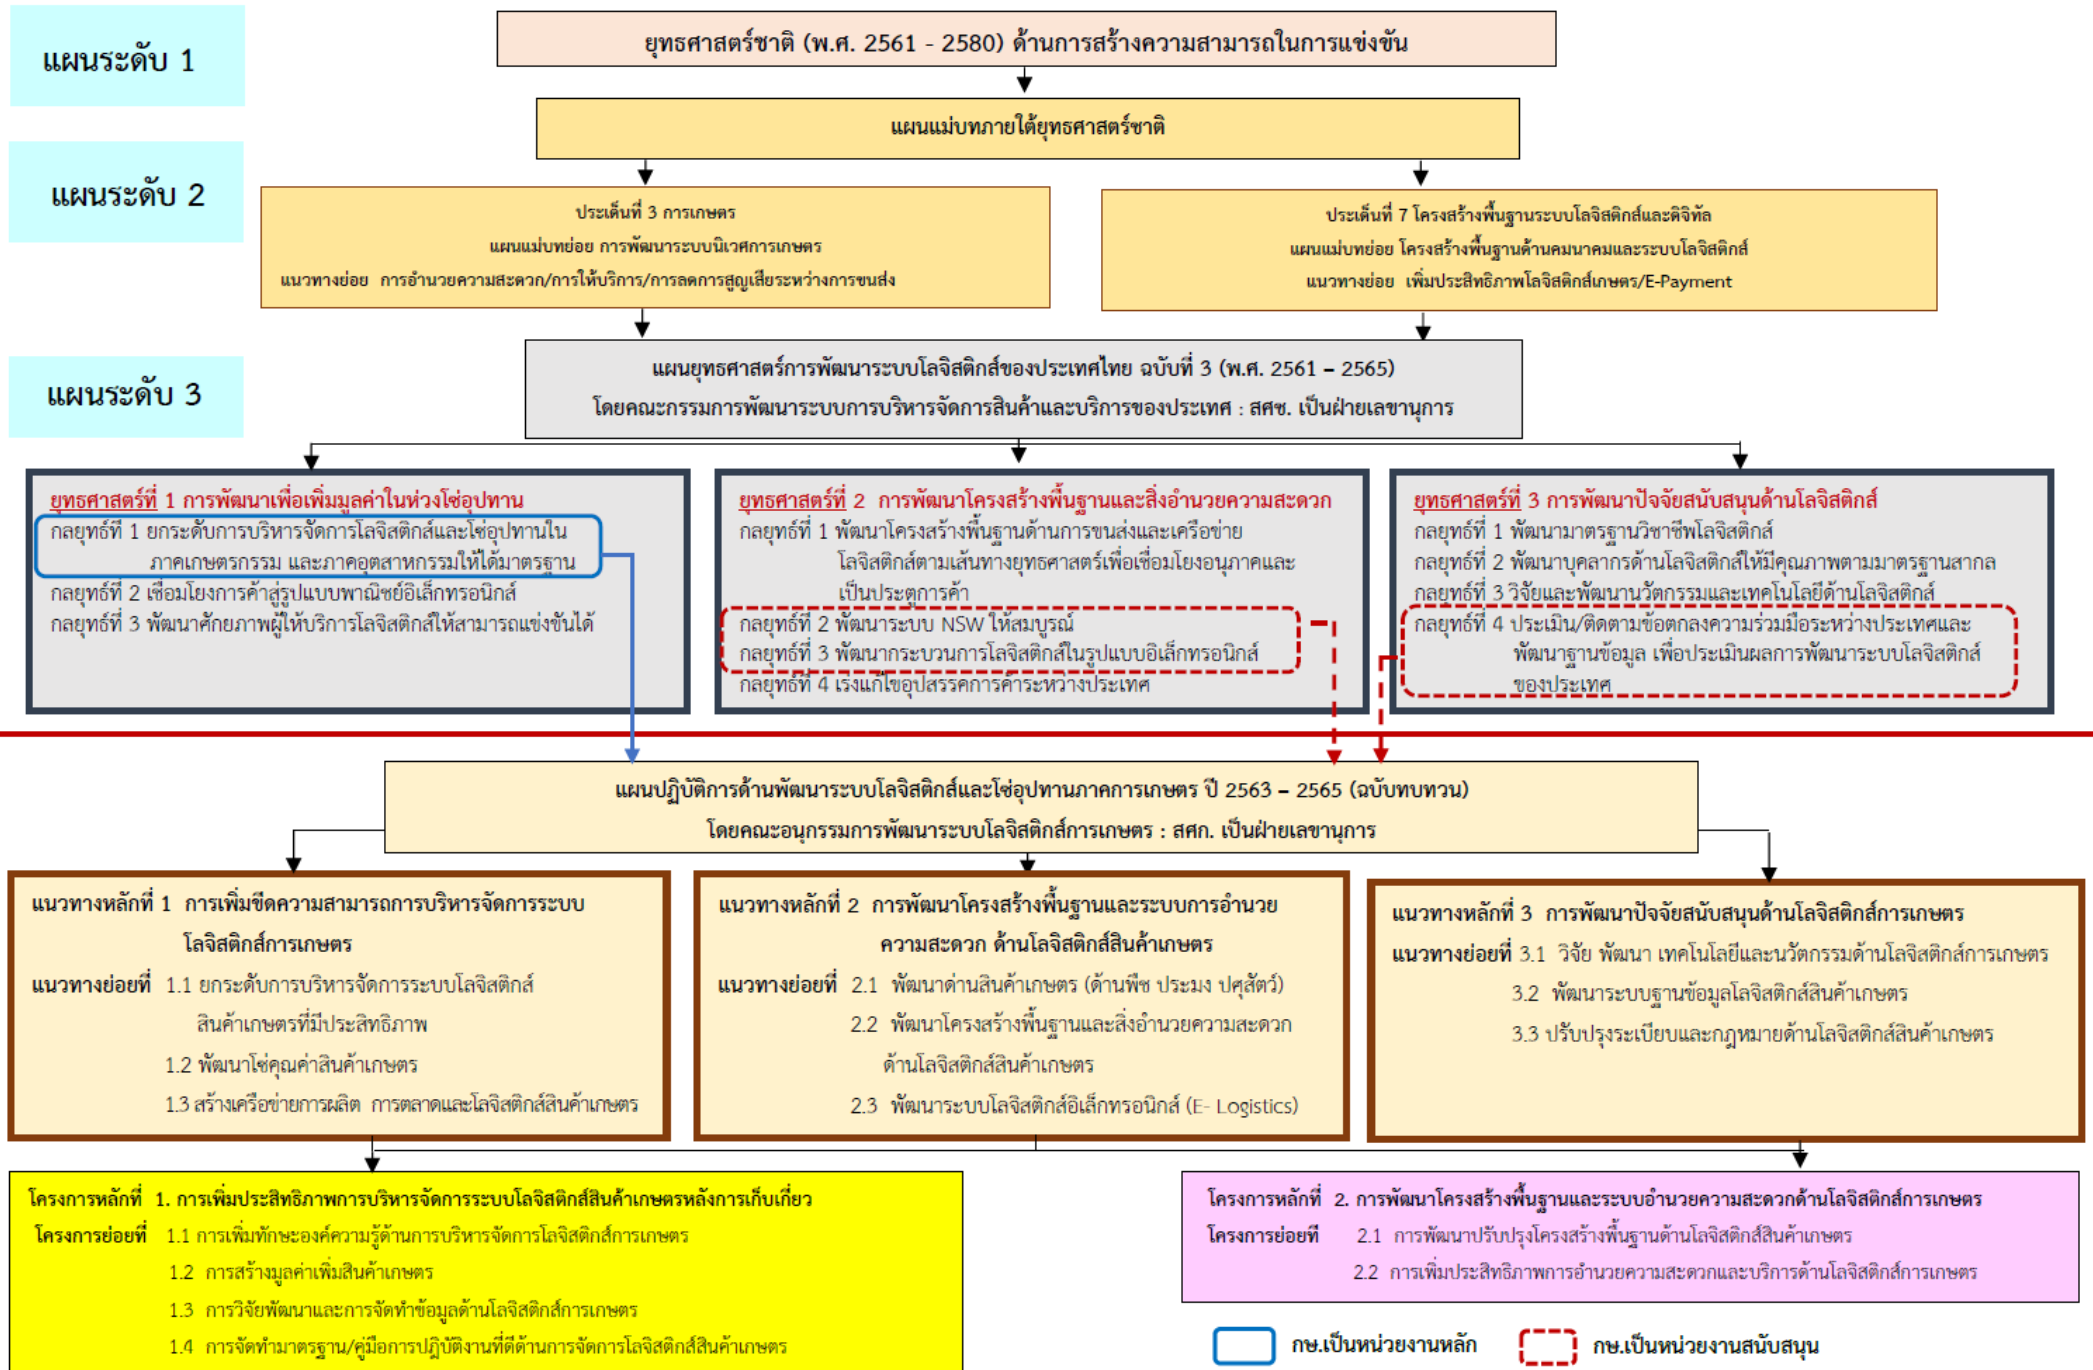 แผนระดับ 1
ยุทธศาสตร์ชาติ (พ.ศ. 2561 - 2580) ด้านการสร้างความสามารถในการแข่งขัน
แผนแม่บทภายใต้ยุทธศาสตร์ชาติ
แผนระดับ 2
ประเด็นที่ 3 การเกษตร
แผนแม่บทย่อย การพัฒนาระบบนิเวศการเกษตร
แนวทางย่อย การอำนวยความสะดวก/การให้บริการ/การลดการสูญเสียระหว่างการขนส่ง
ประเด็นที่ 7 โครงสร้างพื้นฐานระบบโลจิสติกส์และดิจิทัล
แผนแม่บทย่อย โครงสร้างพื้นฐานด้านคมนาคมและระบบโลจิสติกส์
แนวทางย่อย เพิ่มประสิทธิภาพโลจิสติกส์เกษตร/E-Payment
แผนระดับ 3
แผนยุทธศาสตร์การพัฒนาระบบโลจิสติกส์ของประเทศไทย ฉบับที่ 3 (พ.ศ. 2561 – 2565)
โดยคณะกรรมการพัฒนาระบบการบริหารจัดการสินค้าและบริการของประเทศ : สศช. เป็นฝ่ายเลขานุการ
ยุทธศาสตร์ที่ 1 การพัฒนาเพื่อเพิ่มมูลค่าในห่วงโซ่อุปทาน
กลยุทธ์ที่ 1 ยกระดับการบริหารจัดการโลจิสติกส์และโซ่อุปทานใน
ภาคเกษตรกรรม และภาคอุตสาหกรรมให้ได้มาตรฐาน
กลยุทธ์ที่ 2 เชื่อมโยงการค้าสู่รูปแบบพาณิชย์อิเล็กทรอนิกส์
กลยุทธ์ที่ 3 พัฒนาศักยภาพผู้ให้บริการโลจิสติกส์ให้สามารถแข่งขันได้
ยุทธศาสตร์ที่ 2 การพัฒนาโครงสร้างพื้นฐานและสิ่งอำนวยความสะดวก
กลยุทธ์ที่ 1 พัฒนาโครงสร้างพื้นฐานด้านการขนส่งและเครือข่าย
โลจิสติกส์ตามเส้นทางยุทธศาสตร์เพื่อเชื่อมโยงอนุภาคและ
เป็นประตูการค้า
กลยุทธ์ที่ 2 พัฒนาระบบ NSW ให้สมบูรณ์
กลยุทธ์ที่ 3 พัฒนากระบวนการโลจิสติกส์ในรูปแบบอิเล็กทรอนิกส์
กลยุทธ์ที่ 4 เร่งแก้ไขอุปสรรคการค้าระหว่างประเทศ
ยุทธศาสตร์ที่ 3 การพัฒนาปัจจัยสนับสนุนด้านโลจิสติกส์
กลยุทธ์ที่ 1 พัฒนามาตรฐานวิชาชีพโลจิสติกส์
กลยุทธ์ที่ 2 พัฒนาบุคลากรด้านโลจิสติกส์ให้มีคุณภาพตามมาตรฐานสากล
กลยุทธ์ที่ 3 วิจัยและพัฒนานวัตกรรมและเทคโนโลยีด้านโลจิสติกส์
กลยุทธ์ที่ 4 ประเมิน/ติดตามข้อตกลงความร่วมมือระหว่างประเทศและ
พัฒนาฐานข้อมูล เพื่อประเมินผลการพัฒนาระบบโลจิสติกส์
ของประเทศ
แผนปฏิบัติการด้านพัฒนาระบบโลจิสติกส์และโซ่อุปทานภาคการเกษตร ปี 2563 – 2565 (ฉบับทบทวน)
โดยคณะอนุกรรมการพัฒนาระบบโลจิสติกส์การเกษตร : สศก. เป็นฝ่ายเลขานุการ
แนวทางหลักที่ 1 การเพิ่มขีดความสามารถการบริหารจัดการระบบ
โลจิสติกส์การเกษตร
แนวทางย่อยที่ 1.1 ยกระดับการบริหารจัดการระบบโลจิสติกส์
สินค้าเกษตรที่มีประสิทธิภาพ
1.2 พัฒนาโซ่คุณค่าสินค้าเกษตร
1.3 สร้างเครือข่ายการผลิต การตลาดและโลจิสติกส์สินค้าเกษตร
แนวทางหลักที่ 2 การพัฒนาโครงสร้างพื้นฐานและระบบการอำนวย
ความสะดวก ด้านโลจิสติกส์สินค้าเกษตร
แนวทางย่อยที่ 2.1 พัฒนาด่านสินค้าเกษตร (ด้านพืช ประมง ปศุสัตว์)
2.2 พัฒนาโครงสร้างพื้นฐานและสิ่งอำนวยความสะดวก
ด้านโลจิสติกส์สินค้าเกษตร
2.3 พัฒนาระบบโลจิสติกส์อิเล็กทรอนิกส์ (E- Logistics)
แนวทางหลักที่ 3 การพัฒนาปัจจัยสนับสนุนด้านโลจิสติกส์การเกษตร
แนวทางย่อยที่ 3.1 วิจัย พัฒนา เทคโนโลยีและนวัตกรรมด้านโลจิสติกส์การเกษตร
3.2 พัฒนาระบบฐานข้อมูลโลจิสติกส์สินค้าเกษตร
3.3 ปรับปรุงระเบียบและกฎหมายด้านโลจิสติกส์สินค้าเกษตร
โครงการหลักที่ 1. การเพิ่มประสิทธิภาพการบริหารจัดการระบบโลจิสติกส์สินค้าเกษตรหลังการเก็บเกี่ยว
โครงการย่อยที่ 1.1 การเพิ่มทักษะองค์ความรู้ด้านการบริหารจัดการโลจิสติกส์การเกษตร
1.2 การสร้างมูลค่าเพิ่มสินค้าเกษตร
1.3 การวิจัยพัฒนาและการจัดทำข้อมูลด้านโลจิสติกส์การเกษตร
1.4 การจัดทำมาตรฐาน/คู่มือการปฏิบัติงานที่ดีด้านการจัดการโลจิสติกส์สินค้าเกษตร
โครงการหลักที่ 2. การพัฒนาโครงสร้างพื้นฐานและระบบอำนวยความสะดวกด้านโลจิสติกส์การเกษตร
โครงการย่อยที่ 2.1 การพัฒนาปรับปรุงโครงสร้างพื้นฐานด้านโลจิสติกส์สินค้าเกษตร
2.2 การเพิ่มประสิทธิภาพการอำนวยความสะดวกและบริการด้านโลจิสติกส์การเกษตร
กษ.เป็นหน่วยงานหลัก
กษ.เป็นหน่วยงานสนับสนุน